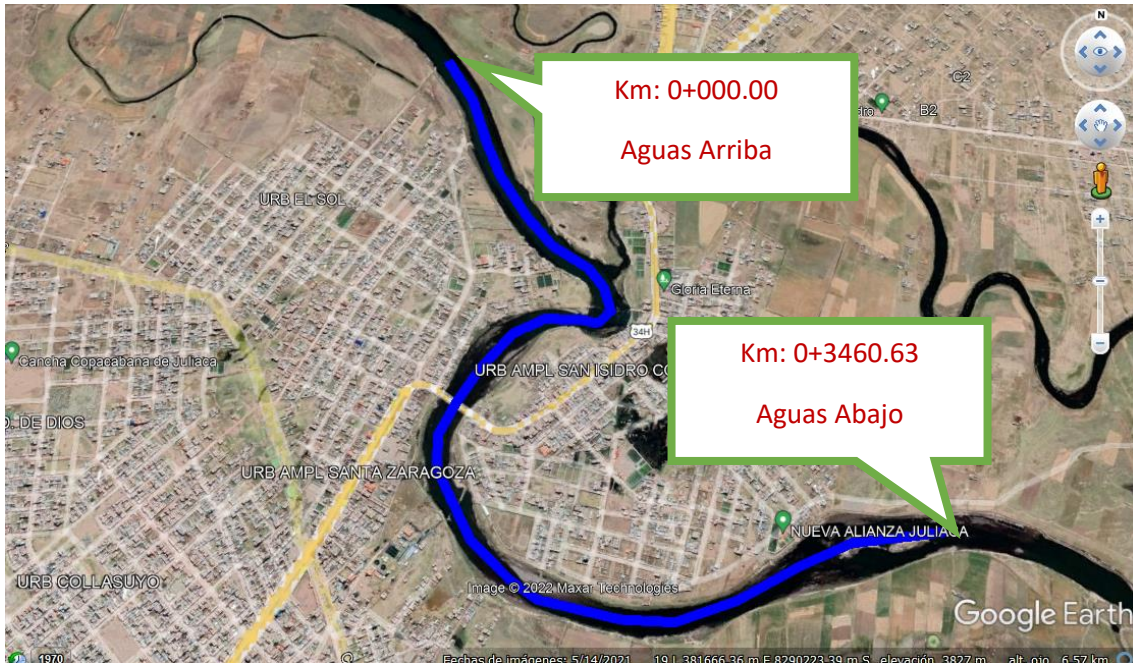 N
Km: 0+000.00
Aguas Arriba
C2
B2
URB EL SOL
Gloria Eterna
34H
Cancha Copacabana de Juliaca
URB AMPL SAN ISIDRO CO
Km: 0+3460.63
Aguas Abajo
D. DE DIOS
URB AMPL SANTA ZARAGOZA
NUEVA ALIANZA JULIACA
URB COLLASUYO
Image © 2022 Maxar Technologies
Google Earth
1970
Fechas de imágenes: 5/14/2021 19 L 381666.36 m E 8290223.39 m S elevación 3827 m alt. ojo 6.57 km